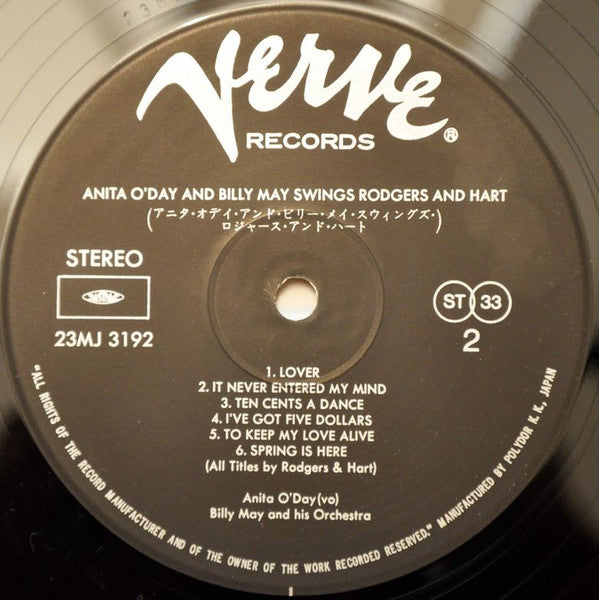 Verve
®
RECORDS
ANITA O'DAY AND BILLY MAY SWINGS RODGERS AND HART
(アニタ・オデイ・アンド・ビリー・メイ・スウィングズ・
ロジャース・アンド・ハート)
STEREO
23MJ 3192
ST 33
2
1. LOVER
2. IT NEVER ENTERED MY MIND
3. TEN CENTS A DANCE
4. I'VE GOT FIVE DOLLARS
5. TO KEEP MY LOVE ALIVE
6. SPRING IS HERE
(All Titles by Rodgers & Hart)
Anita O'Day (vo)
Billy May and his Orchestra
"ALL RIGHTS OF THE RECORD MANUFACTURER AND OF THE OWNER OF THE WORK RECORDED RESERVED." MANUFACTURED BY POLYDOR K. K., JAPAN